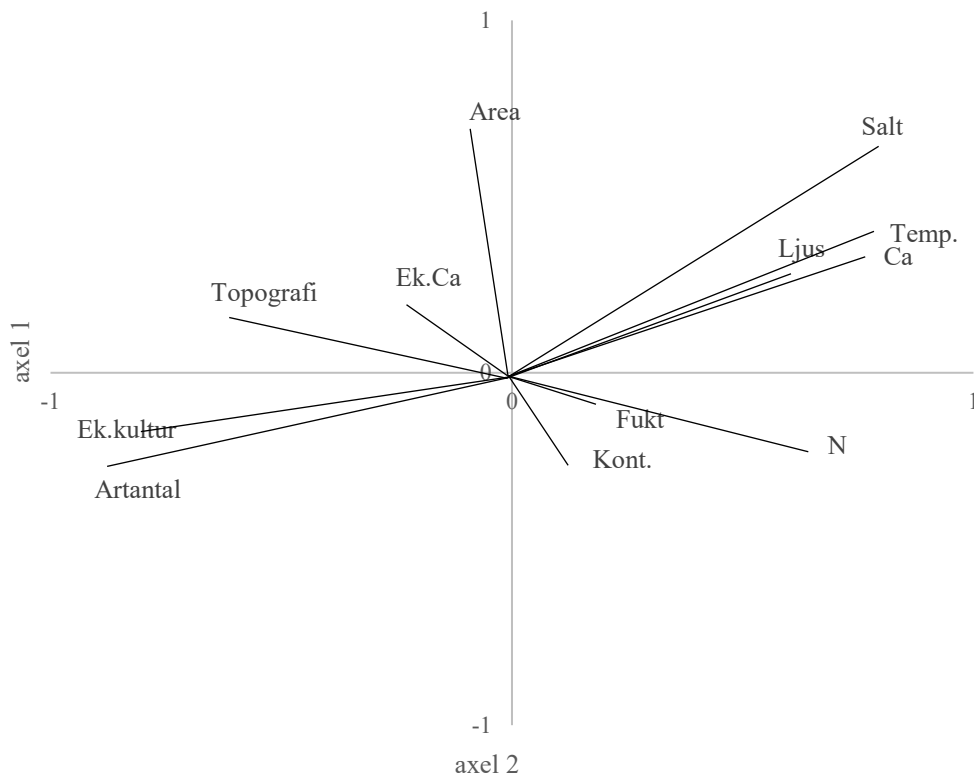 1
Area
Salt
Temp.
Ljus
Ca
Ek.Ca
Topografi
axel 1
0
-1
0
1
Fukt
Ek.kultur
N
Kont.
Artantal
-1
axel 2